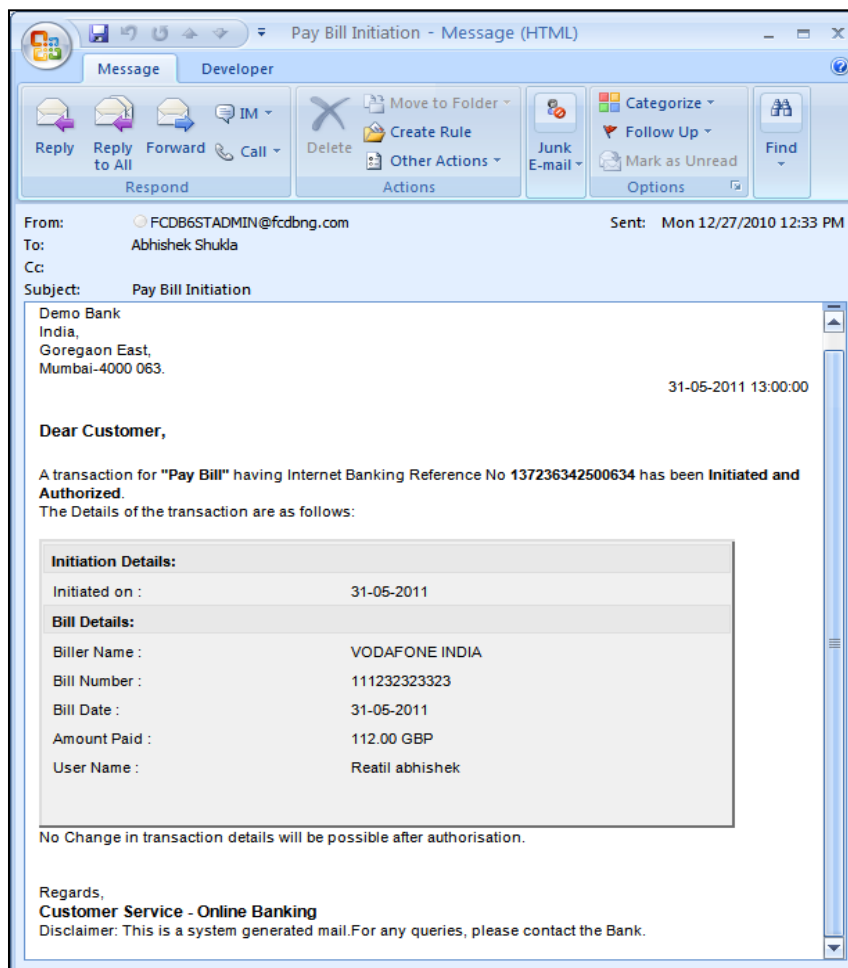 Pay Bill Initiation - Message (HTML)
Message Developer
Reply
Reply to All
Forward
IM
Call
Respond
Delete
Move to Folder
Create Rule
Other Actions
Actions
Junk E-mail
Categorize
Follow Up
Mark as Unread
Options
Find
From: FCDB6STADMIN@fcdbng.com Sent: Mon 12/27/2010 12:33 PM
To: Abhishek Shukla
Cc:
Subject: Pay Bill Initiation
Demo Bank
India,
Goregaon East,
Mumbai-4000 063.
31-05-2011 13:00:00
Dear Customer,
A transaction for "Pay Bill" having Internet Banking Reference No 137236342500634 has been Initiated and
Authorized.
The Details of the transaction are as follows:
Initiation Details:
Initiated on : 31-05-2011
Bill Details:
Biller Name : VODAFONE INDIA
Bill Number : 111232323323
Bill Date : 31-05-2011
Amount Paid : 112.00 GBP
User Name : Reatil abhishek
No Change in transaction details will be possible after authorisation.
Regards,
Customer Service - Online Banking
Disclaimer: This is a system generated mail.For any queries, please contact the Bank.